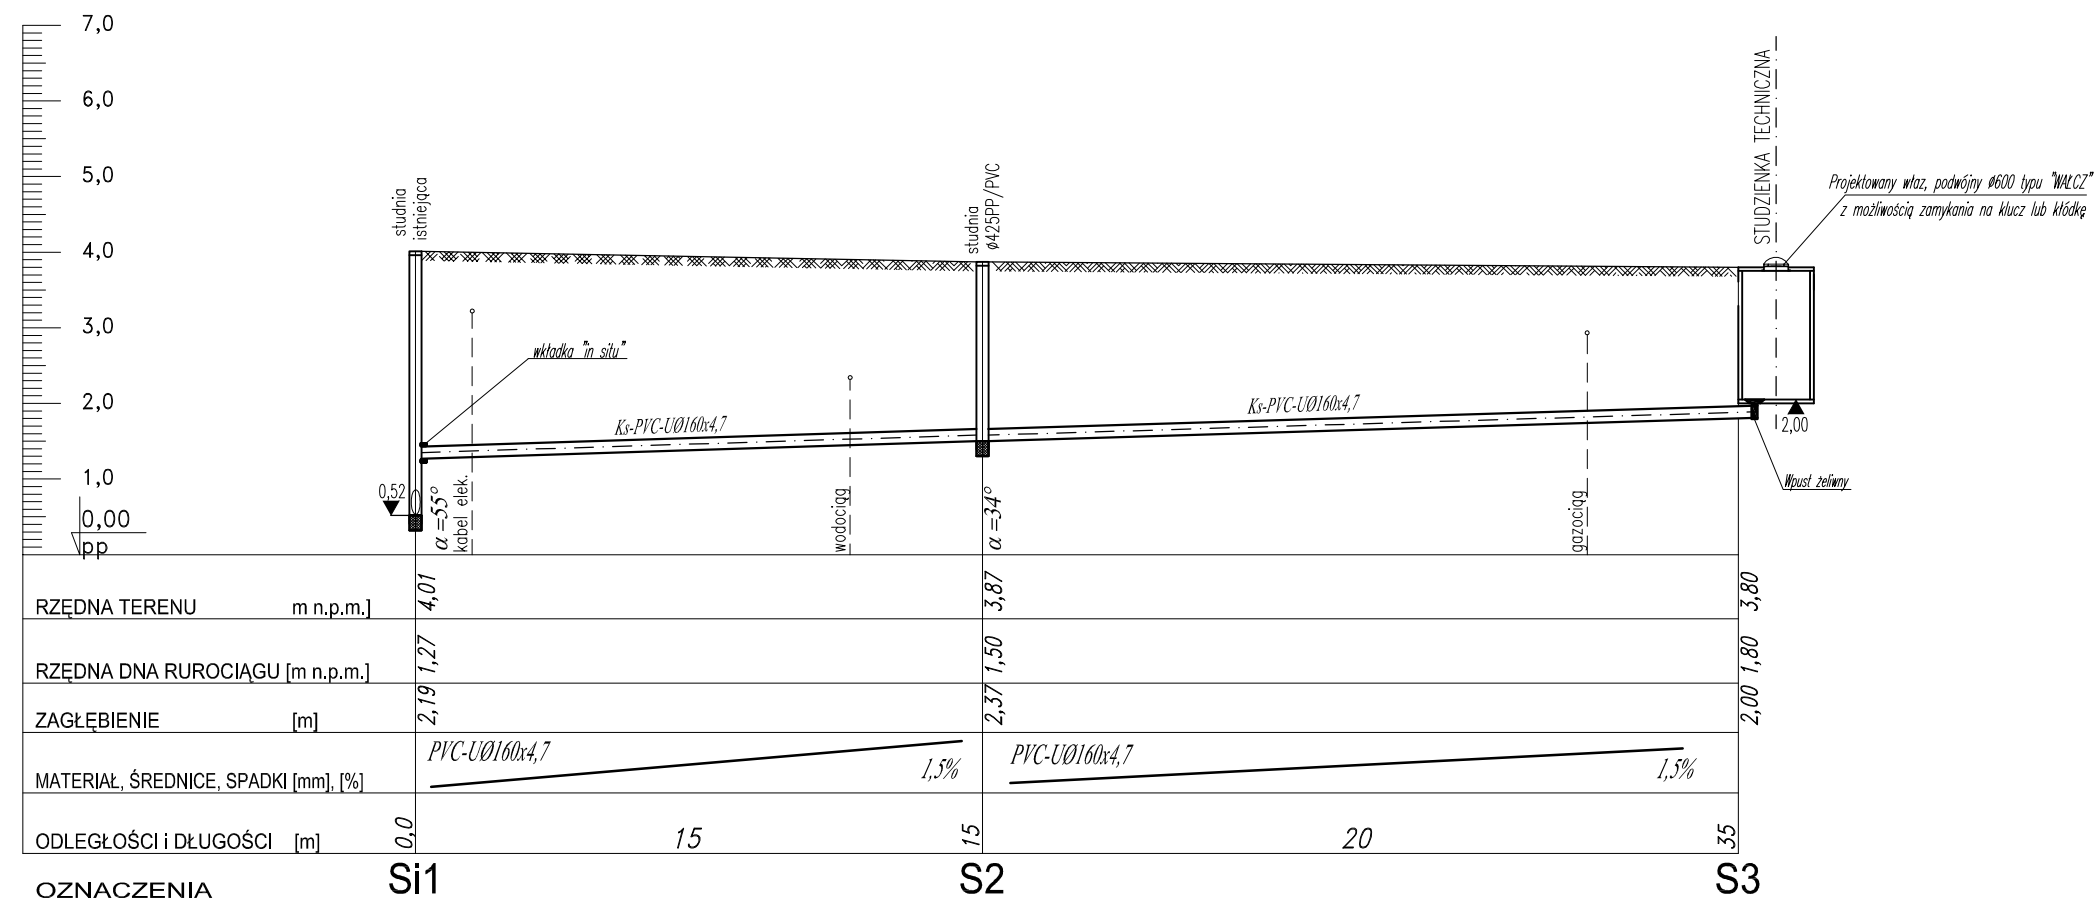 7,0
6,0
5,0
4,0
3,0
2,0
1,0
0,00
pp
studnia
istniejąca
studnia
ø425PP/PVC
STUDZIENKA TECHNICZNA
Projektowany właz, podwójny ø600 typu "WAŁCZ"
z możliwością zamykania na klucz lub kłódkę
wkładka "in situ"
Ks-PVC-UØ160x4,7
Ks-PVC-UØ160x4,7
2,00
Wpust żeliwny
0,52
α =55°
kabel elek.
wodociąg
α =34°
gazociąg
RZĘDNA TERENU m n.p.m.] 4,01 3,87 3,80
RZĘDNA DNA RUROCIĄGU [m n.p.m.] 1,27 1,50 1,80
ZAGŁĘBIENIE [m] 2,19 2,37 2,00
MATERIAŁ, ŚREDNICE, SPADKI [mm], [%] PVC-UØ160x4,7 1,5% PVC-UØ160x4,7 1,5%
ODLEGŁOŚCI i DŁUGOŚCI [m] 0,0 15 15 20 35
Si1 S2 S3
OZNACZENIA